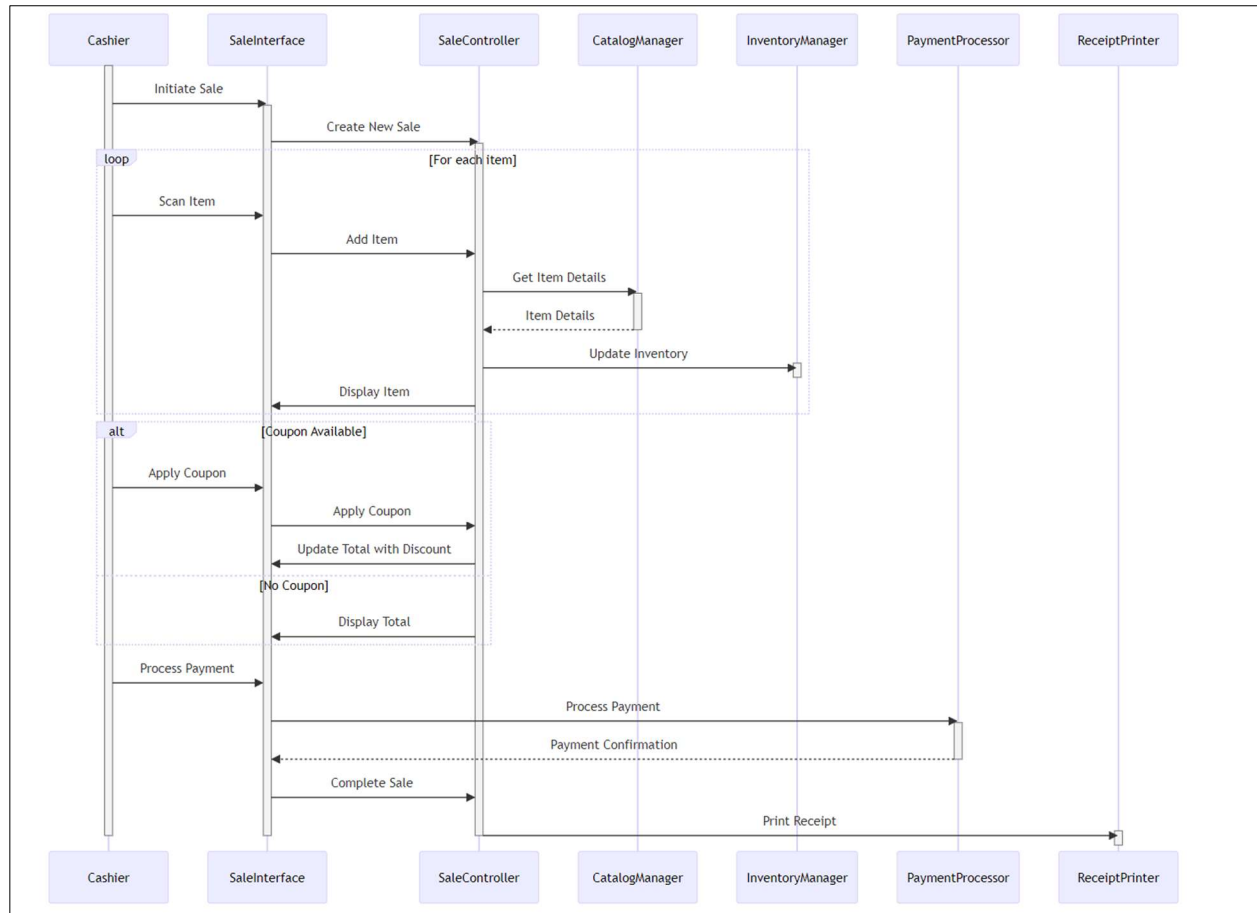 Cashier
SaleInterface
SaleController
CatalogManager
InventoryManager
PaymentProcessor
ReceiptPrinter
Initiate Sale
Create New Sale
loop
[For each item]
Scan Item
Add Item
Get Item Details
Item Details
Update Inventory
Display Item
alt
[Coupon Available]
Apply Coupon
Apply Coupon
Update Total with Discount
[No Coupon]
Display Total
Process Payment
Process Payment
Payment Confirmation
Complete Sale
Print Receipt
Cashier
SaleInterface
SaleController
CatalogManager
InventoryManager
PaymentProcessor
ReceiptPrinter